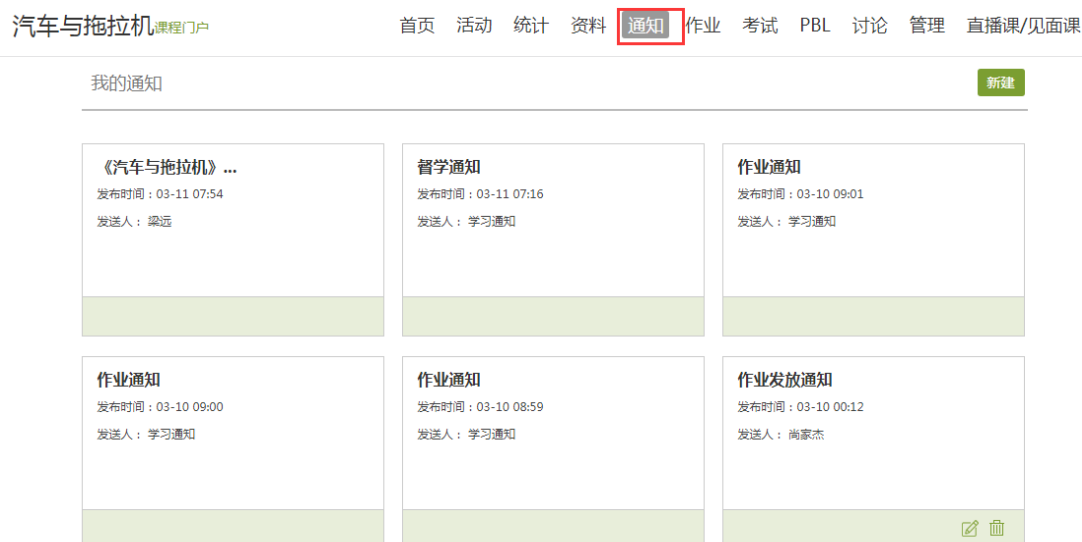 汽车与拖拉机课程门户
首页 活动 统计 资料 通知 作业 考试 PBL 讨论 管理 直播课/见面课
我的通知
新建
《汽车与拖拉机》...
发布时间：03-11 07:54
发送人： 梁远
督学通知
发布时间：03-11 07:16
发送人： 学习通知
作业通知
发布时间：03-10 09:01
发送人： 学习通知
作业通知
发布时间：03-10 09:00
发送人： 学习通知
作业通知
发布时间：03-10 08:59
发送人： 学习通知
作业发放通知
发布时间：03-10 00:12
发送人： 尚家杰